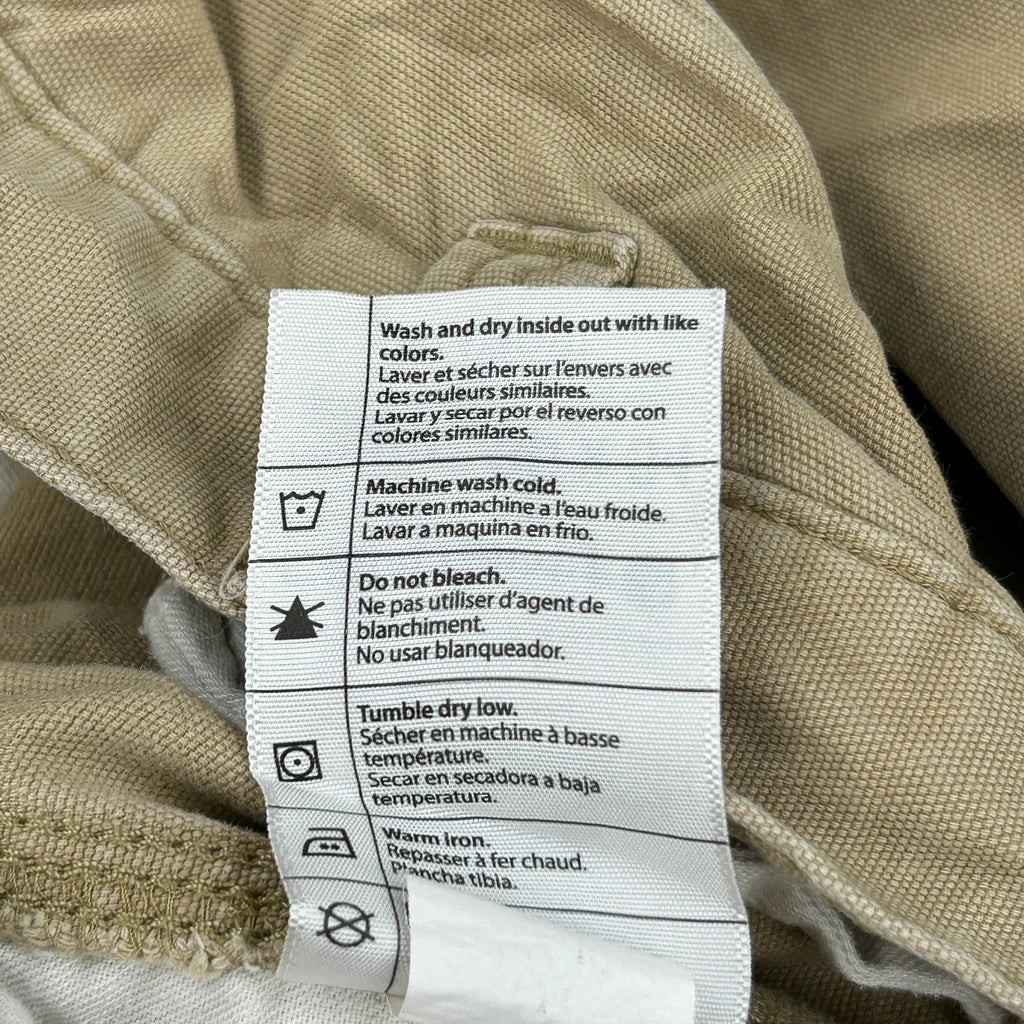 Wash and dry inside out with like
colors.
Laver et sécher sur l'envers avec
des couleurs similaires.
Lavar y secar por el reverso con
colores similares.
Machine wash cold.
Laver en machine a l'eau froide.
Lavar a maquina en frio.
Do not bleach.
Ne pas utiliser d'agent de
blanchiment.
No usar blanqueador.
Tumble dry low.
Sécher en machine à basse
température.
Secar en secadora a baja
temperatura.
Warm iron.
Repasser à fer chaud.
Plancha tibia.